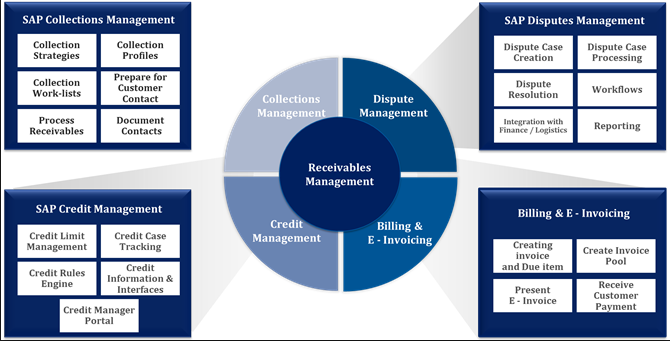 SAP Collections Management
Collection
Strategies
Collection
Profiles
Collection
Work-lists
Prepare for
Customer
Contact
Process
Receivables
Document
Contacts
SAP Disputes Management
Dispute Case
Creation
Dispute Case
Processing
Dispute
Resolution
Workflows
Integration with
Finance / Logistics
Reporting
Collections
Management
Dispute
Management
Receivables
Management
Credit
Management
Billing &
E - Invoicing
SAP Credit Management
Credit Limit
Management
Credit Case
Tracking
Credit Rules
Engine
Credit
Information &
Interfaces
Credit Manager
Portal
Billing & E - Invoicing
Creating
invoice
and Due item
Create Invoice
Pool
Present
E - Invoice
Receive
Customer
Payment